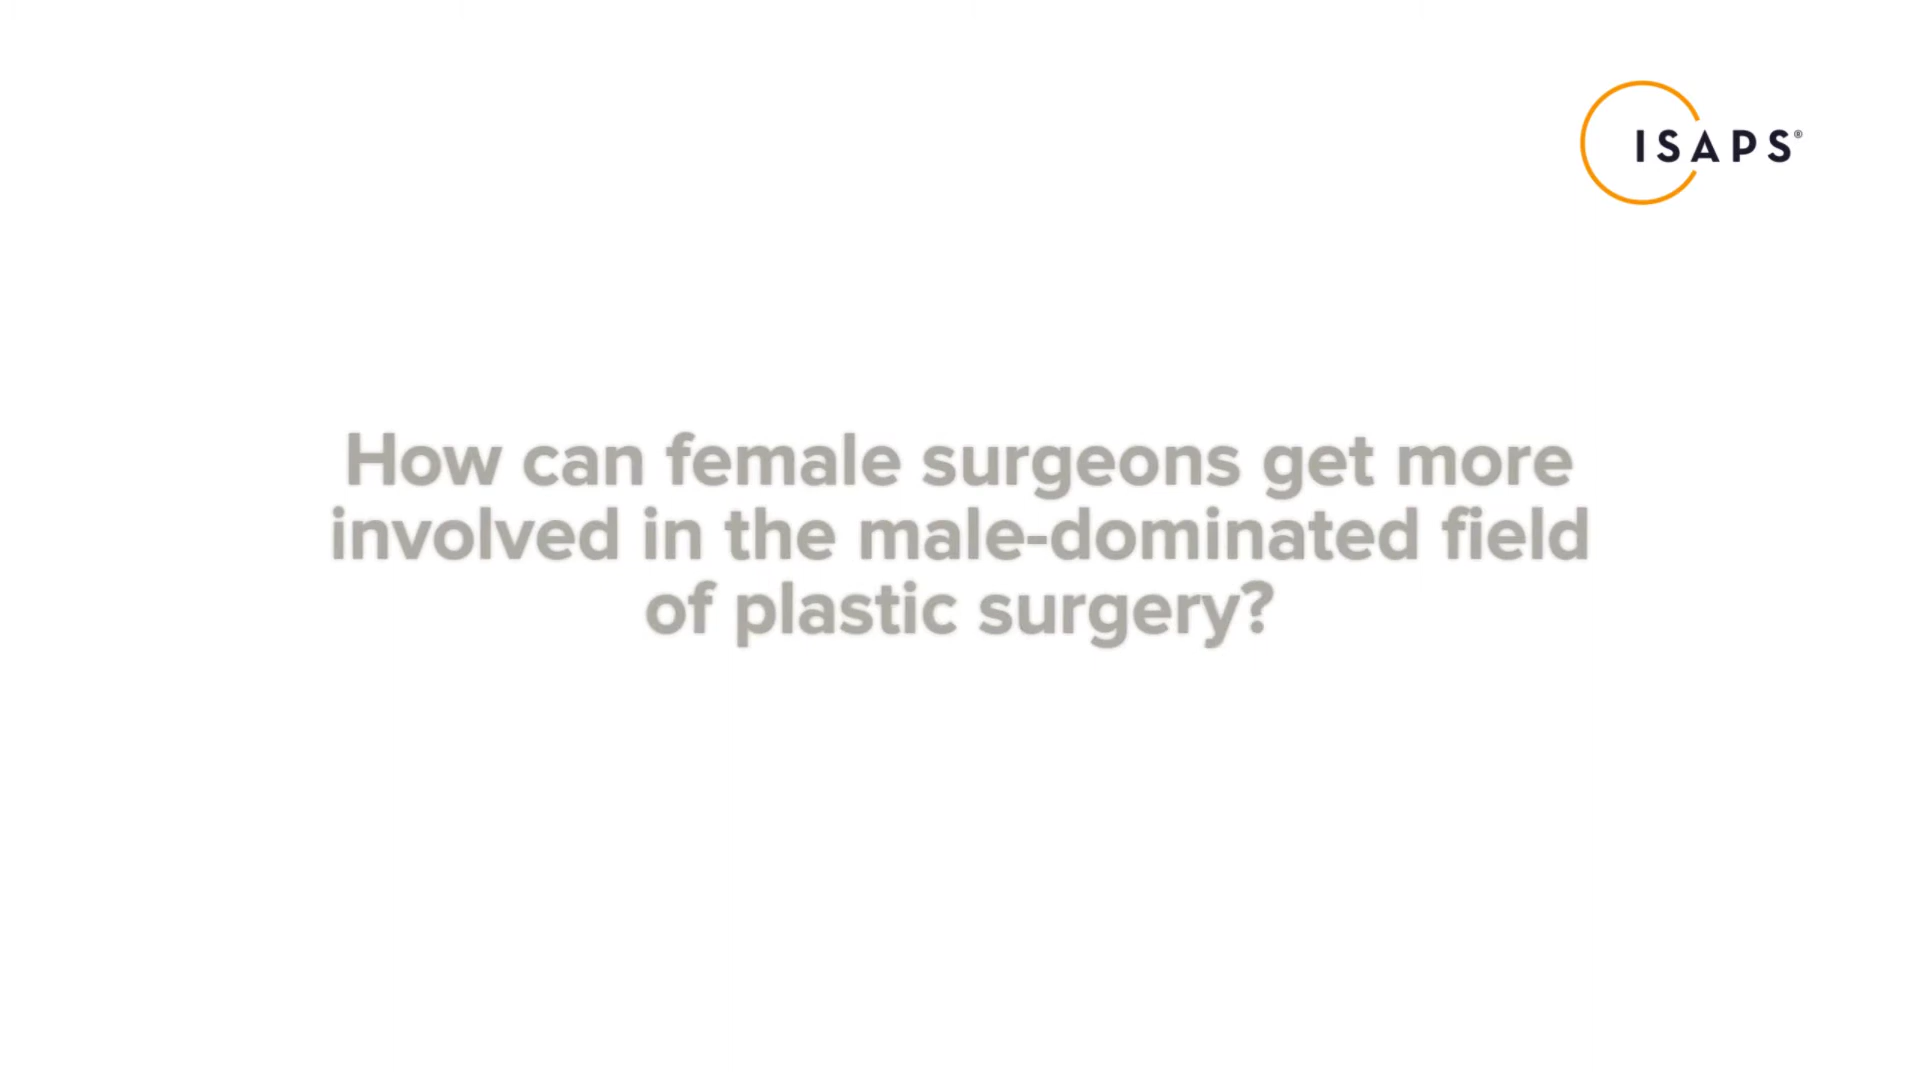 ISAPS®
How can female surgeons get more
involved in the male-dominated field
of plastic surgery?